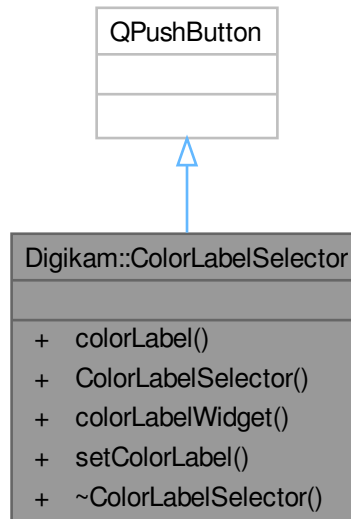 QPushButton
Digikam::ColorLabelSelector
+ colorLabel()
+ ColorLabelSelector()
+ colorLabelWidget()
+ setColorLabel()
+ ~ColorLabelSelector()